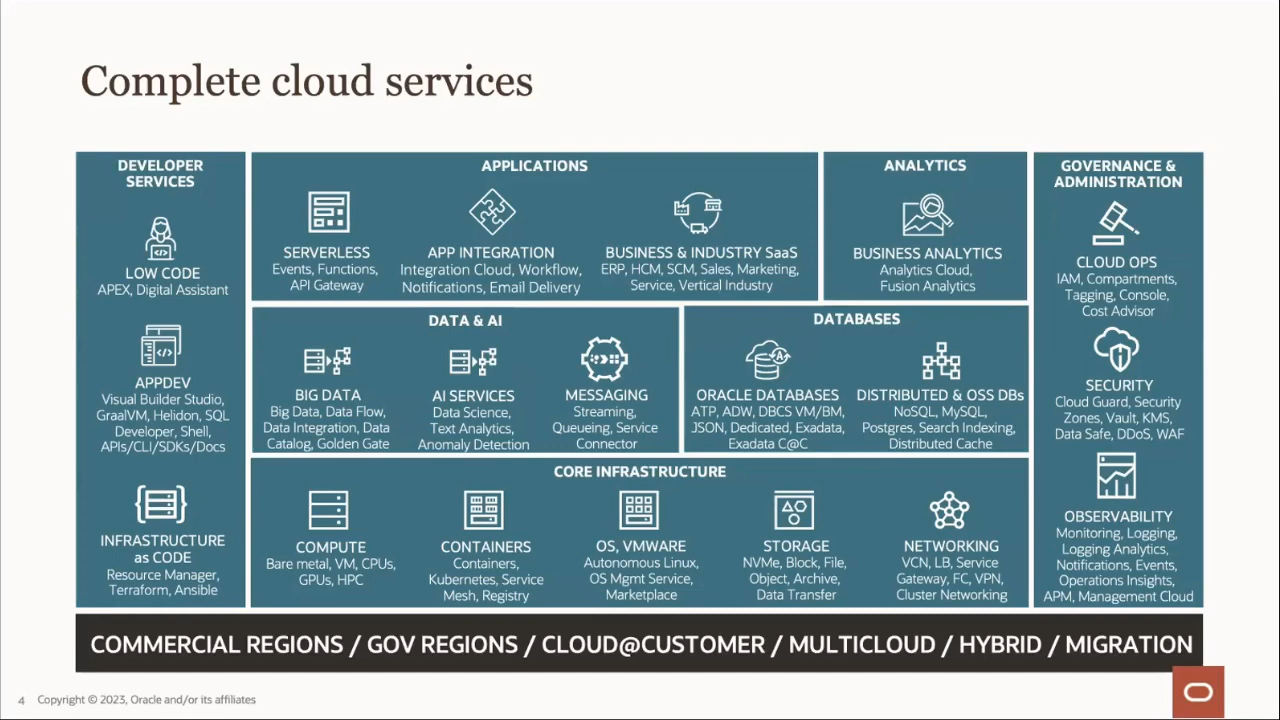 Complete cloud services
DEVELOPER
SERVICES
LOW CODE
APEX, Digital Assistant
APPDEV
Visual Builder Studio,
GraalVM, Helidon, SQL
Developer, Shell,
APIs/CLI/SDKs/Docs
INFRASTRUCTURE
as CODE
Resource Manager,
Terraform, Ansible
APPLICATIONS
SERVERLESS
Events, Functions,
API Gateway
APP INTEGRATION
Integration Cloud, Workflow,
Notifications, Email Delivery
BUSINESS & INDUSTRY SaaS
ERP, HCM, SCM, Sales, Marketing,
Service, Vertical Industry
ANALYTICS
BUSINESS ANALYTICS
Analytics Cloud,
Fusion Analytics
DATA & AI
BIG DATA
Big Data, Data Flow,
Data Integration, Data
Catalog, Golden Gate
AI SERVICES
Data Science,
Text Analytics,
Anomaly Detection
MESSAGING
Streaming,
Queueing, Service
Connector
DATABASES
ORACLE DATABASES
ATP, ADW, DBCS VM/BM,
JSON, Dedicated, Exadata,
Exadata C@C
DISTRIBUTED & OSS DBs
NoSQL, MySQL,
Postgres, Search Indexing,
Distributed Cache
CORE INFRASTRUCTURE
COMPUTE
Bare metal, VM, CPUs,
GPUs, HPC
CONTAINERS
Containers,
Kubernetes, Service
Mesh, Registry
OS, VMWARE
Autonomous Linux,
OS Mgmt Service,
Marketplace
STORAGE
NVMe, Block, File,
Object, Archive,
Data Transfer
NETWORKING
VCN, LB, Service
Gateway, FC, VPN,
Cluster Networking
GOVERNANCE &
ADMINISTRATION
CLOUD OPS
IAM, Compartments,
Tagging, Console,
Cost Advisor
SECURITY
Cloud Guard, Security
Zones, Vault, KMS,
Data Safe, DDoS, WAF
OBSERVABILITY
Monitoring, Logging,
Logging Analytics,
Notifications, Events,
Operations Insights,
APM, Management Cloud
COMMERCIAL REGIONS / GOV REGIONS / CLOUD@CUSTOMER / MULTICLOUD / HYBRID / MIGRATION
4 Copyright © 2023, Oracle and/or its affiliates